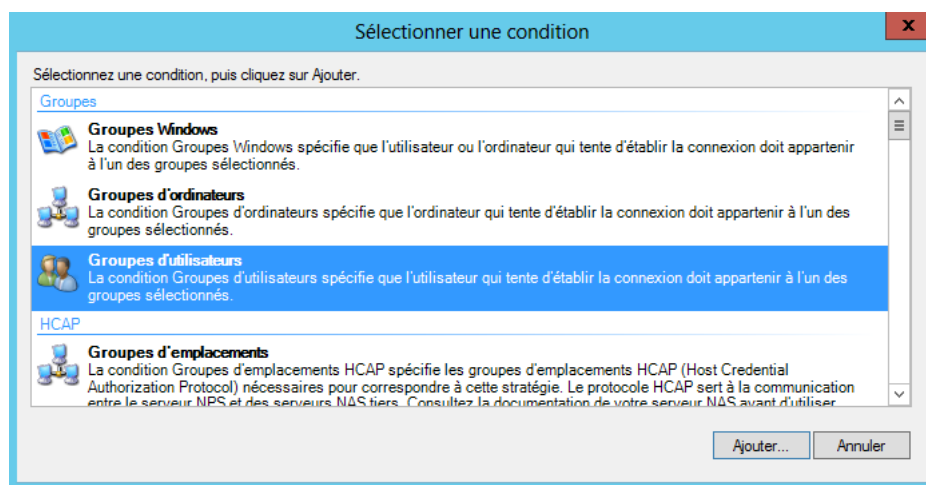 Sélectionner une condition
x
Sélectionnez une condition, puis cliquez sur Ajouter.
Groupes
Groupes Windows
La condition Groupes Windows spécifie que l'utilisateur ou l'ordinateur qui tente d'établir la connexion doit appartenir
à l'un des groupes sélectionnés.
Groupes d'ordinateurs
La condition Groupes d'ordinateurs spécifie que l'ordinateur qui tente d'établir la connexion doit appartenir à l'un des
groupes sélectionnés.
Groupes d'utilisateurs
La condition Groupes d'utilisateurs spécifie que l'utilisateur qui tente d'établir la connexion doit appartenir à l'un des
groupes sélectionnés.
HCAP
Groupes d'emplacements
La condition Groupes d'emplacements HCAP spécifie les groupes d'emplacements HCAP (Host Credential
Authorization Protocol) nécessaires pour correspondre à cette stratégie. Le protocole HCAP sert à la communication
entre le serveur NPS et des serveurs NAS tiers. Consultez la documentation de votre serveur NAS avant d'utiliser
Ajouter...
Annuler